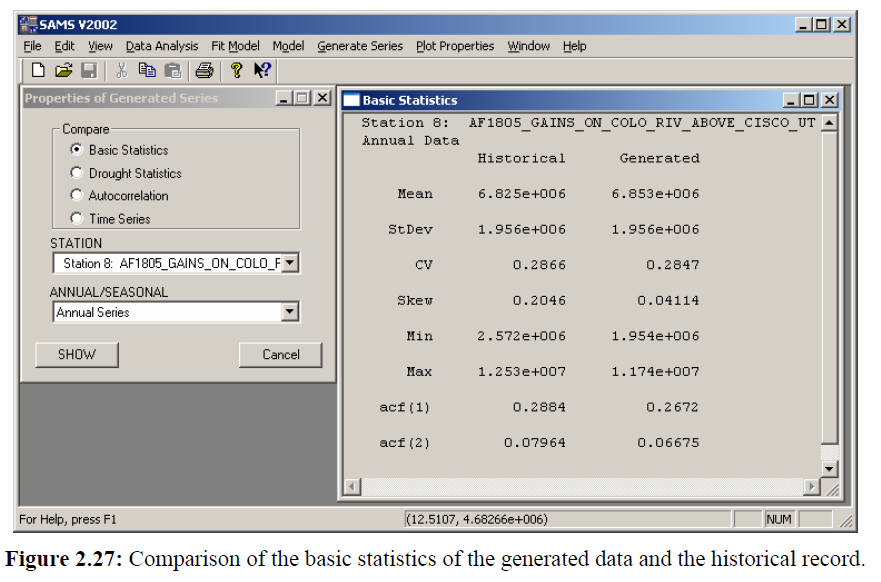 SAMS V2002
File Edit View Data Analysis Fit Model Model Generate Series Plot Properties Window Help
Properties of Generated Series
Compare
Basic Statistics
Drought Statistics
Autocorrelation
Time Series
STATION
Station 8: AF1805_GAINS_ON_COLO_F
ANNUAL/SEASONAL
Annual Series
SHOW Cancel
Basic Statistics
Station 8: AF1805_GAINS_ON_COLO_RIV_ABOVE_CISCO_UT
Annual Data
Historical Generated
Mean 6.825e+006 6.853e+006
StDev 1.956e+006 1.956e+006
CV 0.2866 0.2847
Skew 0.2046 0.04114
Min 2.572e+006 1.954e+006
Max 1.253e+007 1.174e+007
acf(1) 0.2884 0.2672
acf(2) 0.07964 0.06675
For Help, press F1 (12.5107, 4.68266e+006) NUM
Figure 2.27: Comparison of the basic statistics of the generated data and the historical record.